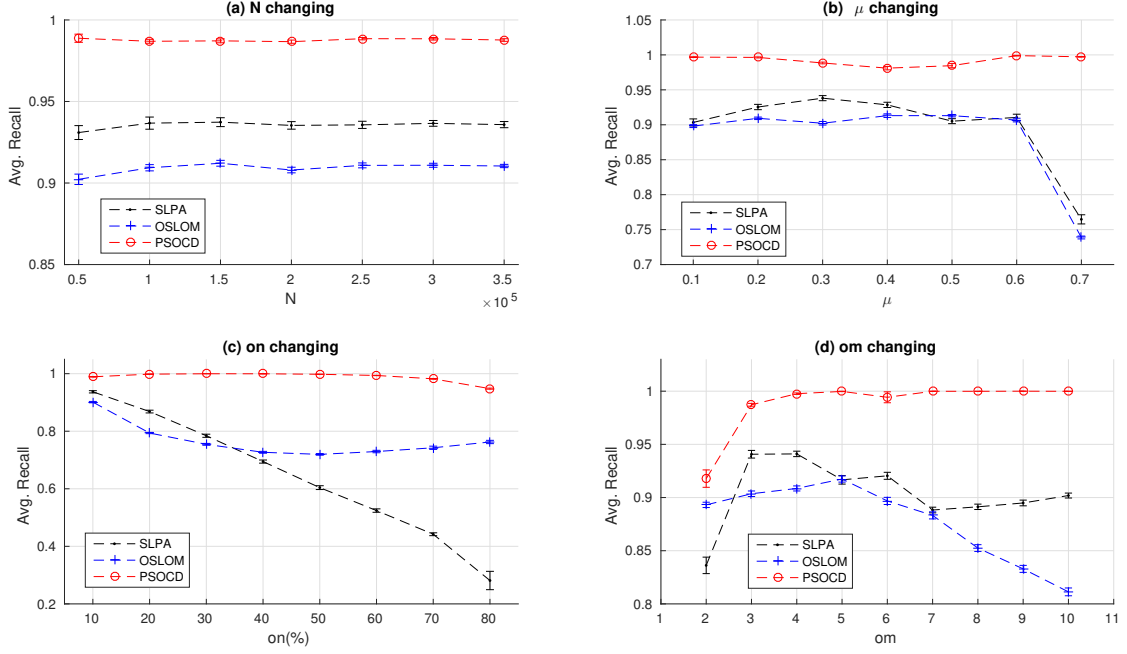 (a) N changing
Avg. Recall
1
0.95
0.9
0.85
SLPA
OSLOM
PSOCD
0.5 1 1.5 2 2.5 3 3.5
N
× 10^5
(b) μ changing
Avg. Recall
1.05
1
0.95
0.9
0.85
0.8
0.75
0.7
SLPA
OSLOM
PSOCD
0.1 0.2 0.3 0.4 0.5 0.6 0.7
μ
(c) on changing
Avg. Recall
1
0.8
0.6
0.4
0.2
SLPA
OSLOM
PSOCD
10 20 30 40 50 60 70 80
on(%)
(d) om changing
Avg. Recall
1
0.95
0.9
0.85
0.8
SLPA
OSLOM
PSOCD
1 2 3 4 5 6 7 8 9 10 11
om